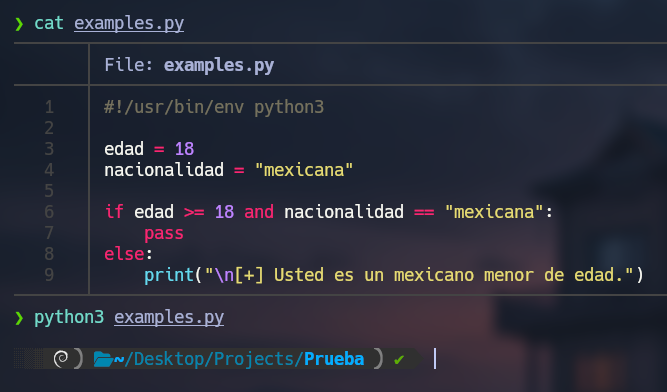 ❯ cat examples.py
File: examples.py
1 #!/usr/bin/env python3
2
3 edad = 18
4 nacionalidad = "mexicana"
5
6 if edad >= 18 and nacionalidad == "mexicana":
7     pass
8 else:
9     print("\n[+] Usted es un mexicano menor de edad.")
❯ python3 examples.py
~/Desktop/Projects/Prueba ✔